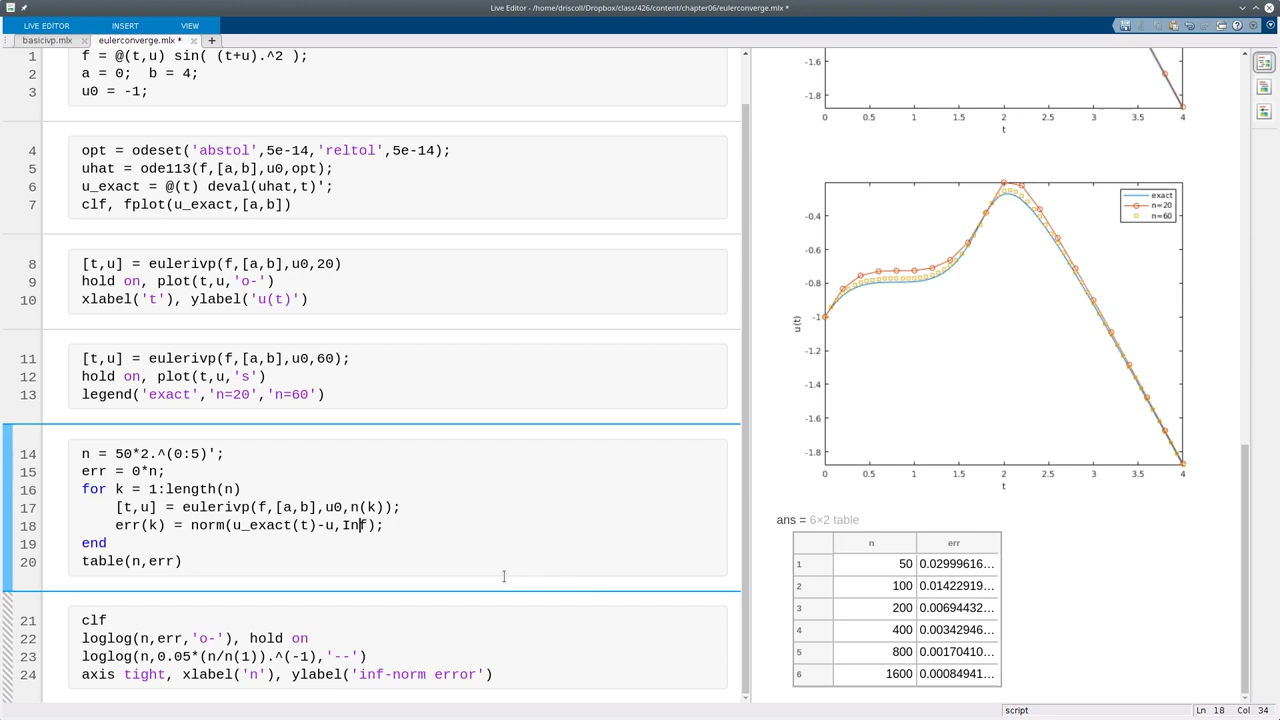 Live Editor - /home/driscoll/Dropbox/class/426/content/chapter06/eulerconverge.mlx *
LIVE EDITOR INSERT VIEW
basicivp.mlx eulerconverge.mlx *
1 f = @(t,u) sin( (t+u).^2 );
2 a = 0;  b = 4;
3 u0 = -1;
4 opt = odeset('abstol',5e-14,'reltol',5e-14);
5 uhat = ode113(f,[a,b],u0,opt);
6 u_exact = @(t) deval(uhat,t)';
7 clf, fplot(u_exact,[a,b])
8 [t,u] = eulerivp(f,[a,b],u0,20)
9 hold on, plot(t,u,'o-')
10 xlabel('t'), ylabel('u(t)')
11 [t,u] = eulerivp(f,[a,b],u0,60);
12 hold on, plot(t,u,'s')
13 legend('exact','n=20','n=60')
14 n = 50*2.^(0:5)';
15 err = 0*n;
16 for k = 1:length(n)
17 [t,u] = eulerivp(f,[a,b],u0,n(k));
18 err(k) = norm(u_exact(t)-u,Inf);
19 end
20 table(n,err)
21 clf
22 loglog(n,err,'o-'), hold on
23 loglog(n,0.05*(n/n(1)).^(-1),'--')
24 axis tight, xlabel('n'), ylabel('inf-norm error')
-1.6
-1.8
0 0.5 1 1.5 2 2.5 3 3.5 4
t
exact
n=20
n=60
-0.4
-0.6
-0.8
-1
-1.2
-1.4
-1.6
-1.8
u(t)
0 0.5 1 1.5 2 2.5 3 3.5 4
t
ans = 6×2 table
n err
1 50 0.02999616...
2 100 0.01422919...
3 200 0.00694432...
4 400 0.00342946...
5 800 0.00170410...
6 1600 0.00084941...
script Ln 18 Col 34